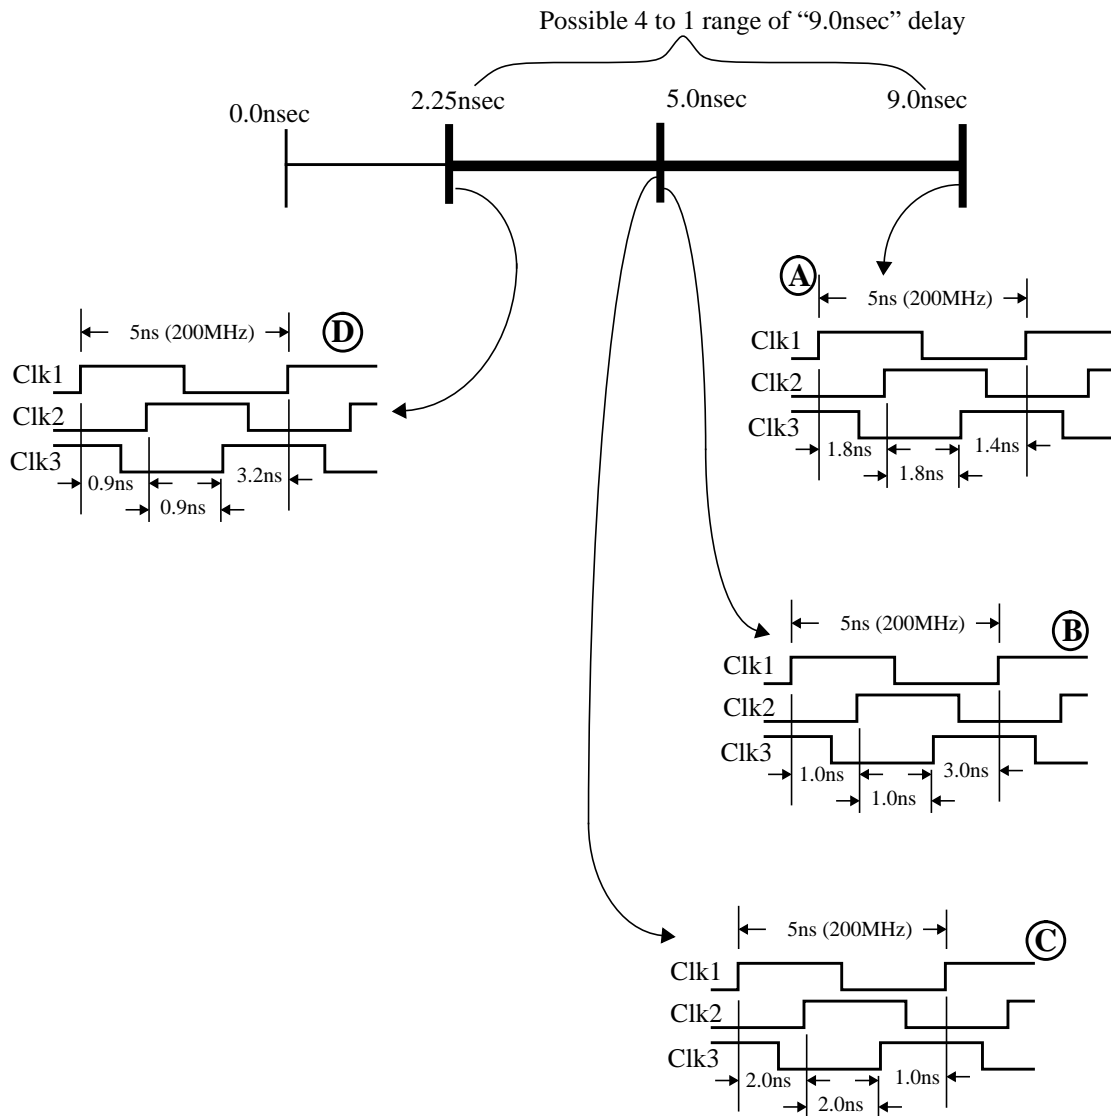 Possible 4 to 1 range of “9.0nsec” delay
0.0nsec
2.25nsec
5.0nsec
9.0nsec
A
5ns (200MHz)
Clk1
Clk2
Clk3
1.8ns
1.4ns
1.8ns
D
5ns (200MHz)
Clk1
Clk2
Clk3
0.9ns
3.2ns
0.9ns
B
5ns (200MHz)
Clk1
Clk2
Clk3
1.0ns
3.0ns
1.0ns
C
5ns (200MHz)
Clk1
Clk2
Clk3
2.0ns
1.0ns
2.0ns